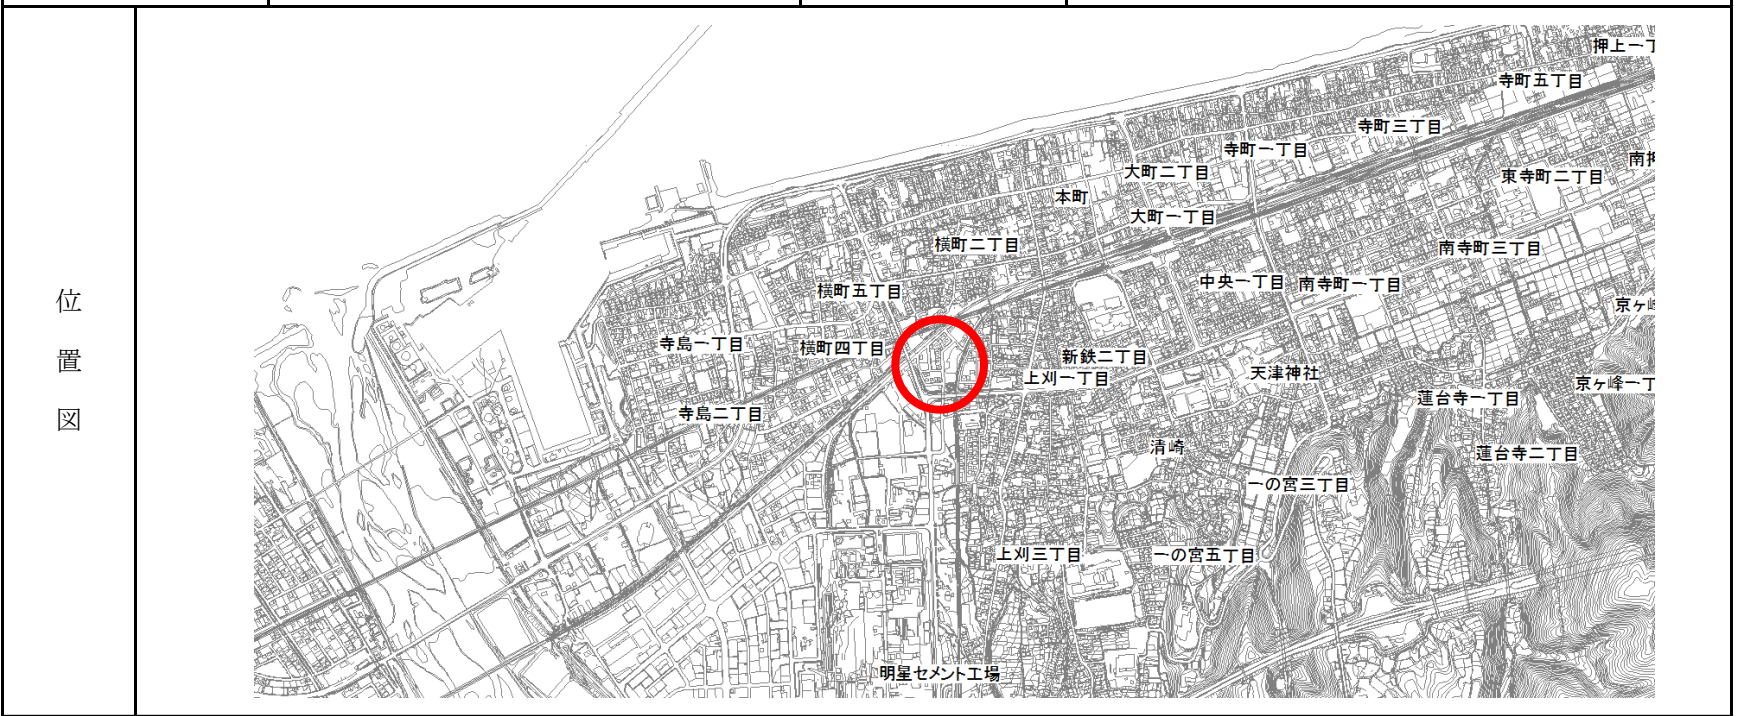 位
置
図
押上一丁
寺町五丁目
寺町三丁目
寺町一丁目
南押
大町二丁目
東寺町二丁目
本町
大町一丁目
横町二丁目
南寺町三丁目
中央一丁目
南寺町一丁目
横町五丁目
京ヶ峰
寺島一丁目
横町四丁目
新鉄二丁目
上刈一丁目
天津神社
京ヶ峰一丁
蓮台寺一丁目
寺島二丁目
清崎
蓮台寺二丁目
一の宮三丁目
上刈三丁目
一の宮五丁目
明星セメント工場